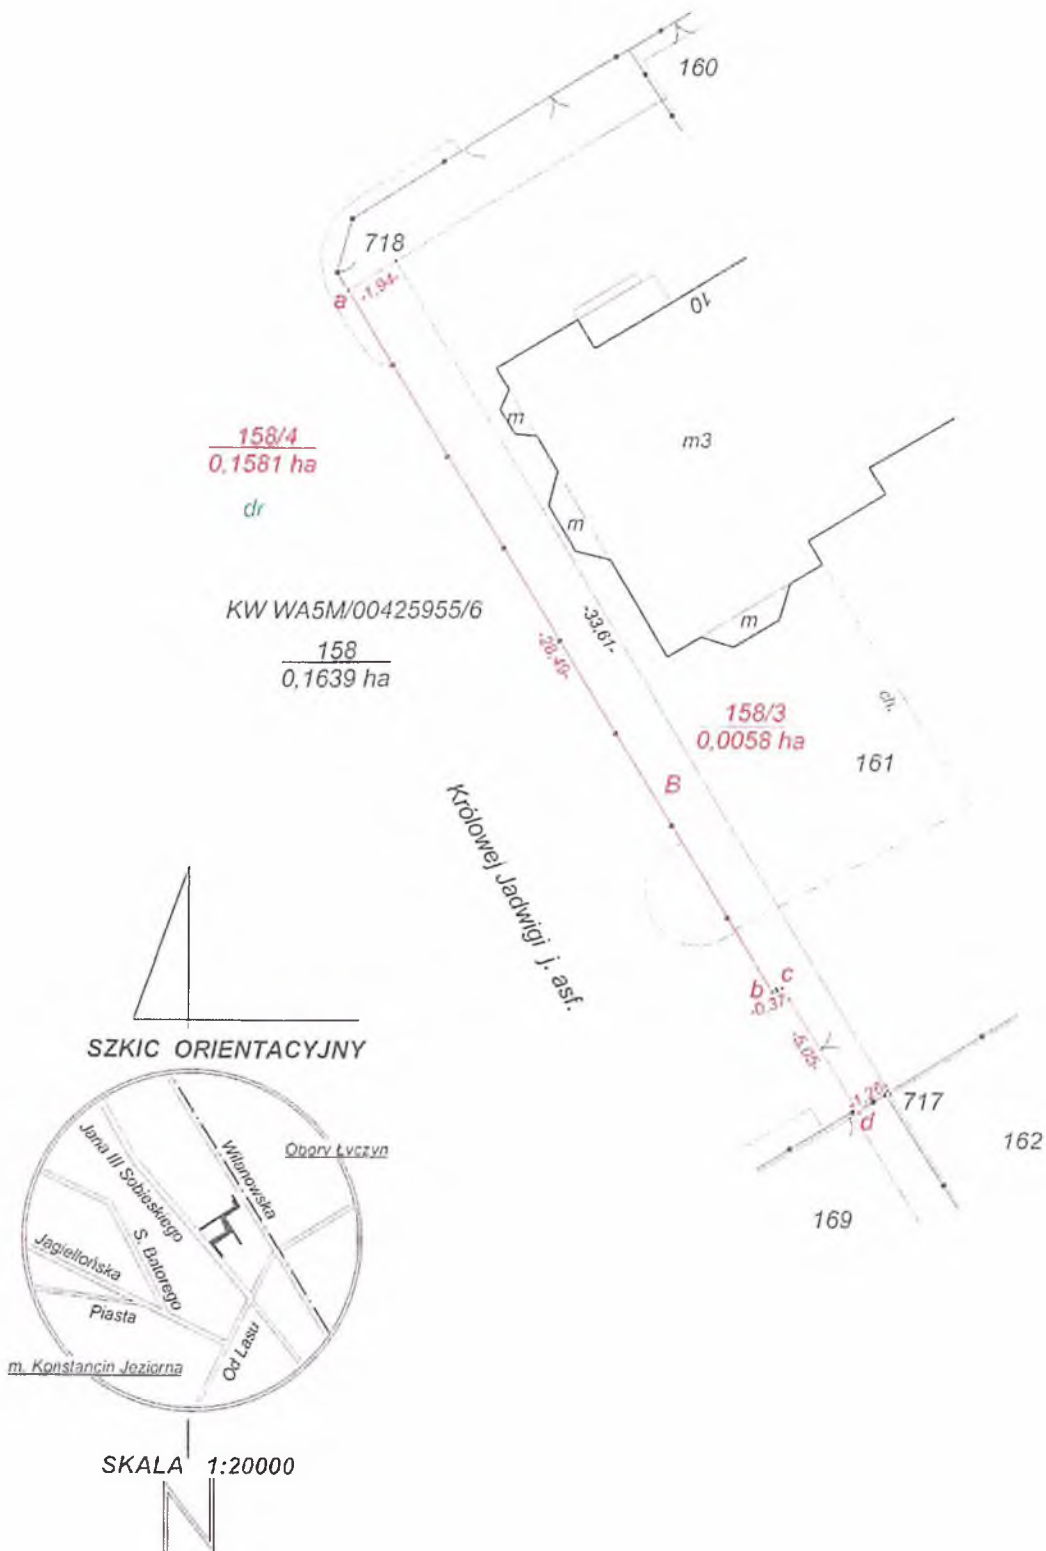 160
718
a
-1,94-
10
m
m3
158/4
0,1581 ha
dr
m
KW WA5M/00425955/6
158
0,1639 ha
-33,61-
-28,49-
m
158/3
0,0058 ha
ch.
161
B
Królowej Jadwigi j. asf.
b
c
-0,37-
-5,05-
-1,26-
d
717
162
169
SZKIC ORIENTACYJNY
Jana III Sobieskiego
Wilanowska
Obory Łyczyn
S. Batorego
Jagiellońska
Piasta
Od Lasu
m. Konstancin Jeziorna
SKALA 1:20000
N